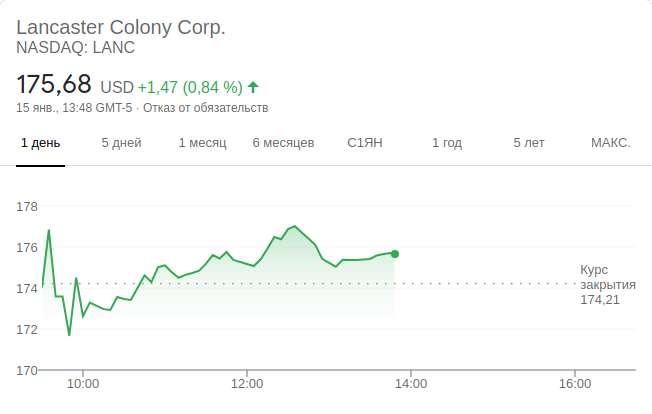 Lancaster Colony Corp.
NASDAQ: LANC
175,68 USD +1,47 (0,84 %)
15 янв., 13:48 GMT-5 · Отказ от обязательств
1 день 5 дней 1 месяц 6 месяцев С1ЯН 1 год 5 лет МАКС.
178
176
174
172
170
Курс
закрытия
174,21
10:00 12:00 14:00 16:00